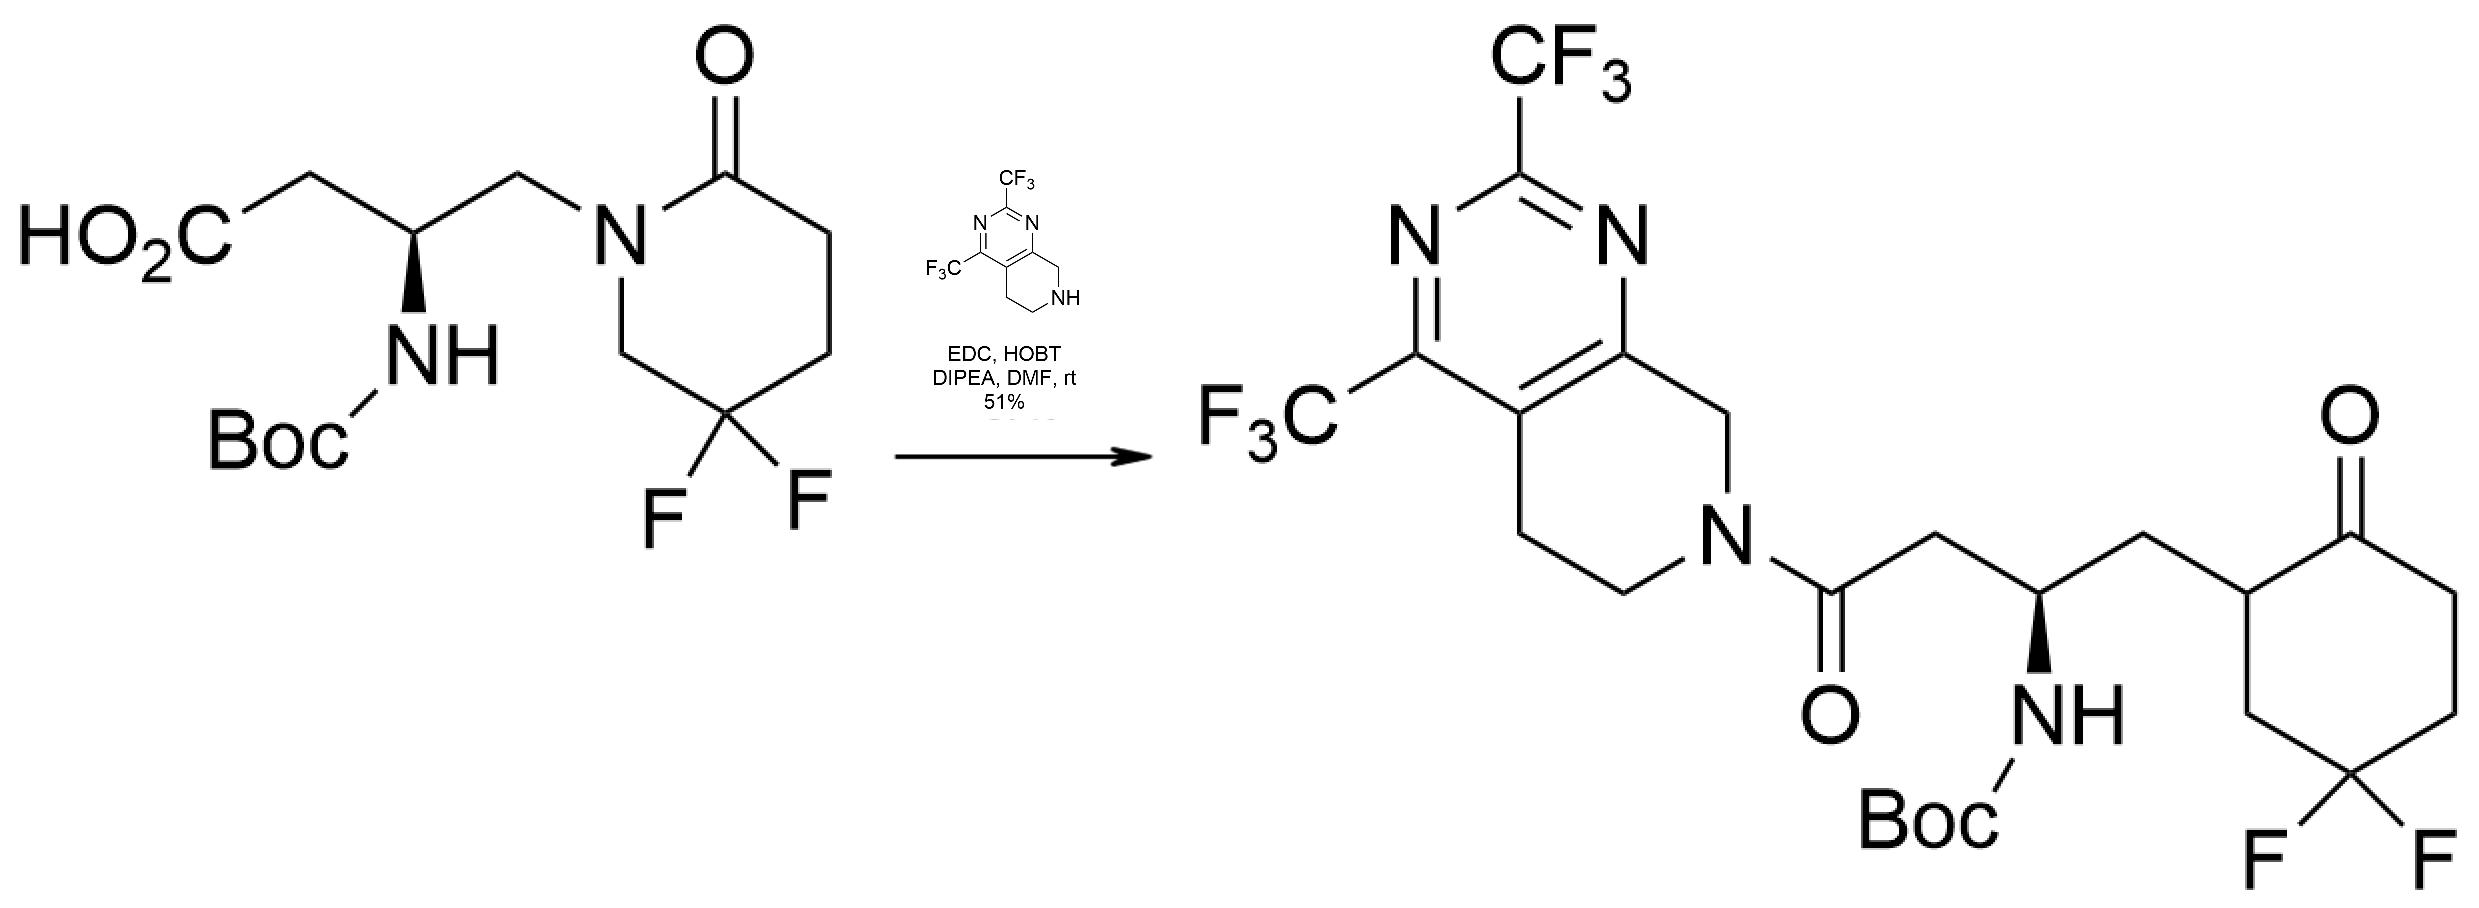 O
HO2C
N
NH
Boc
F
F
CF3
N
N
F3C
NH
EDC, HOBT
DIPEA, DMF, rt
51%
CF3
N
N
F3C
N
O
NH
Boc
O
F
F